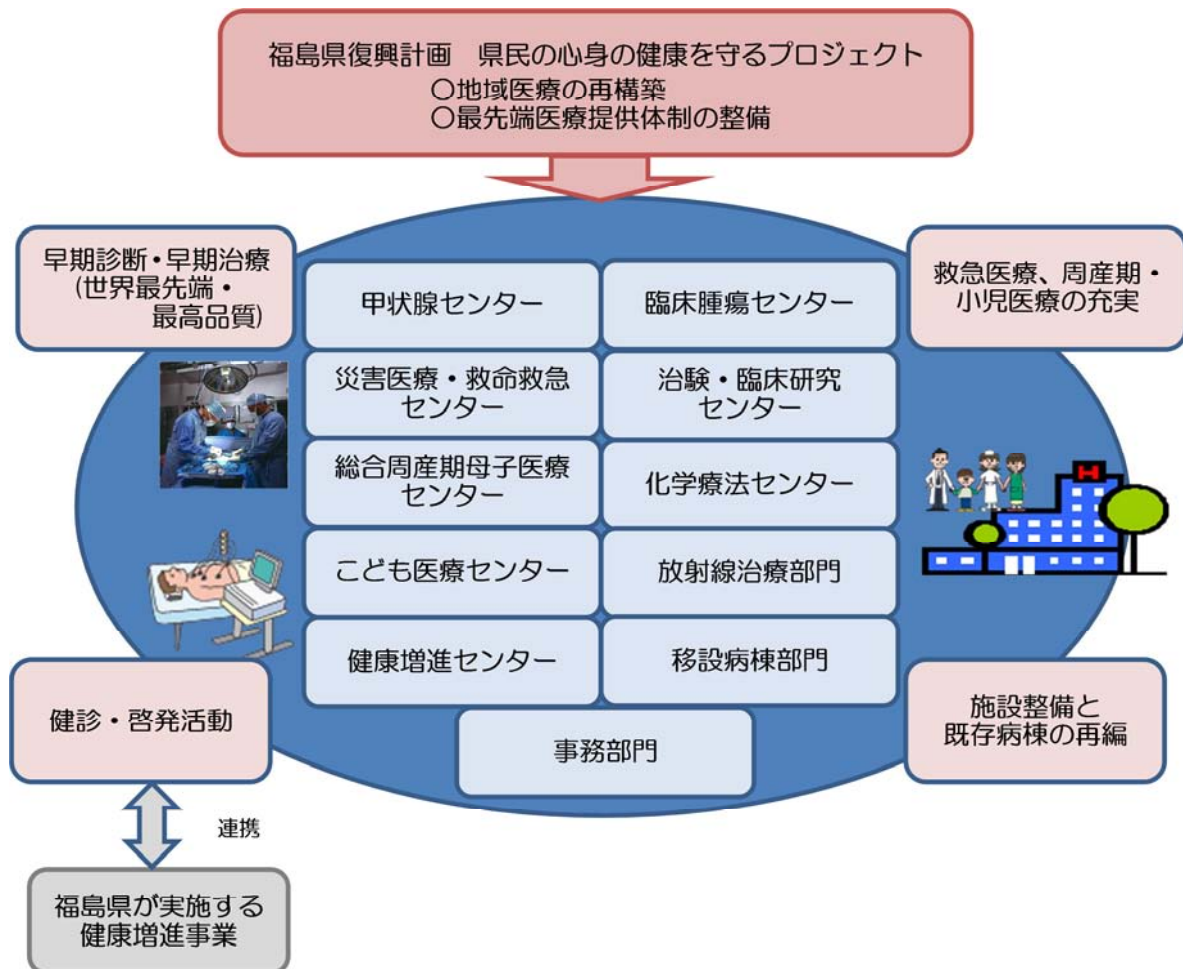 福島県復興計画　県民の心身の健康を守るプロジェクト
○地域医療の再構築
○最先端医療提供体制の整備
早期診断・早期治療
(世界最先端・
最高品質)
救急医療、周産期・
小児医療の充実
甲状腺センター
臨床腫瘍センター
災害医療・救命救急
センター
治験・臨床研究
センター
総合周産期母子医療
センター
化学療法センター
こども医療センター
放射線治療部門
健康増進センター
移設病棟部門
事務部門
H
健診・啓発活動
施設整備と
既存病棟の再編
連携
福島県が実施する
健康増進事業